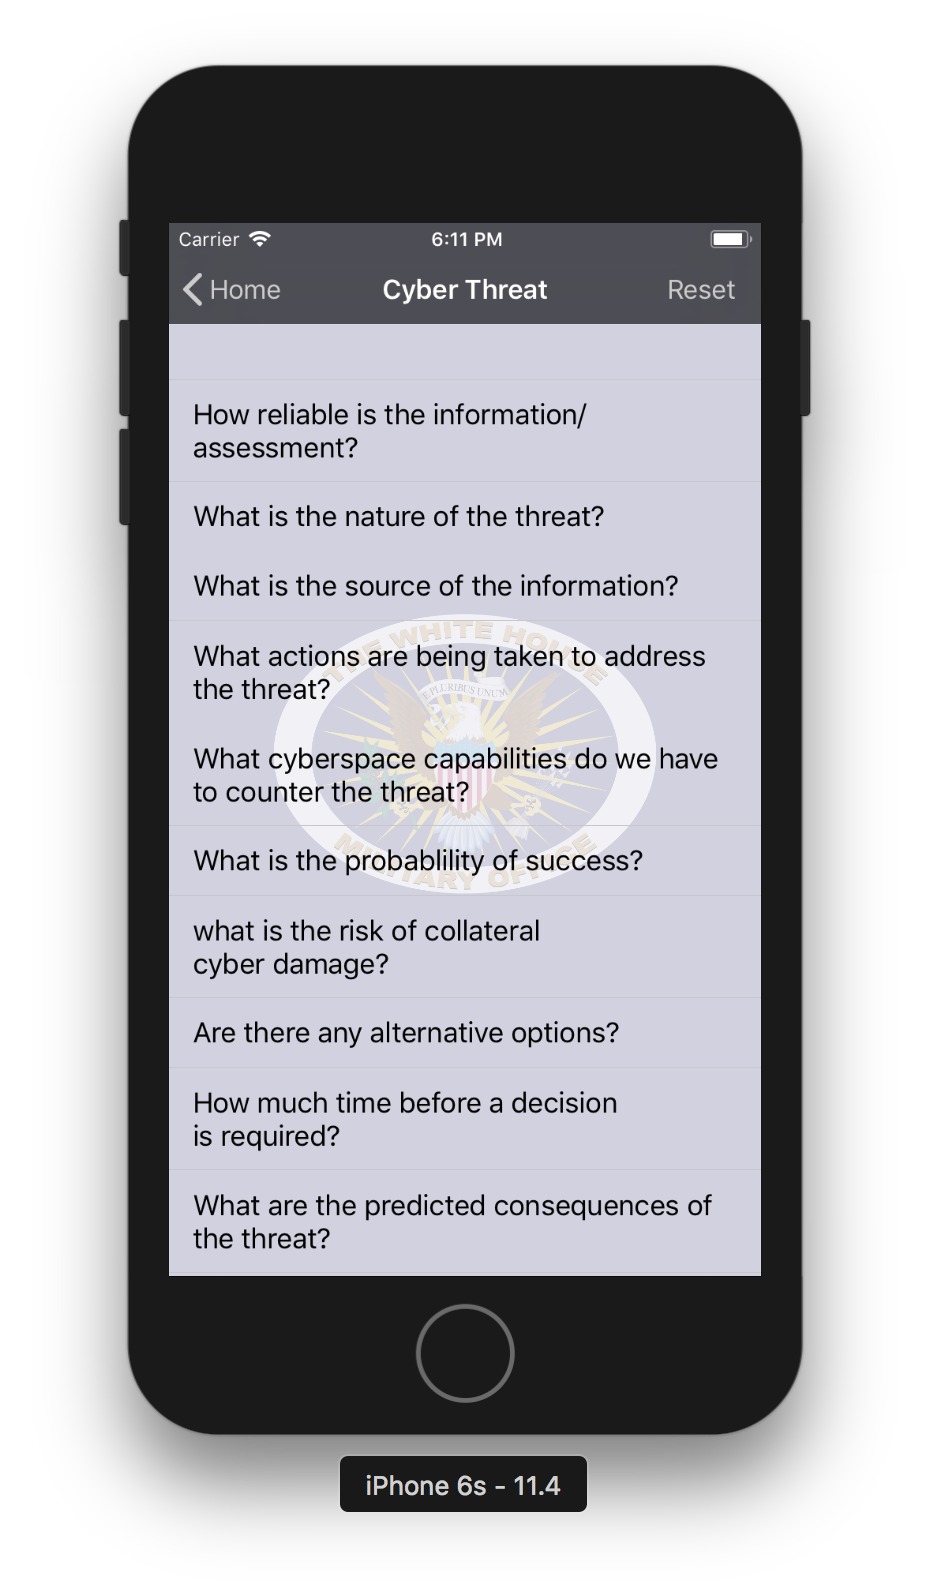 Carrier 6:11 PM
Home Cyber Threat Reset
How reliable is the information/
assessment?
What is the nature of the threat?
What is the source of the information?
THE WHITE HOUSE
What actions are being taken to address
the threat?
E PLURIBUS UNUM
What cyberspace capabilities do we have
to counter the threat?
MILITARY OFFICE
What is the probablility of success?
what is the risk of collateral
cyber damage?
Are there any alternative options?
How much time before a decision
is required?
What are the predicted consequences of
the threat?
iPhone 6s - 11.4